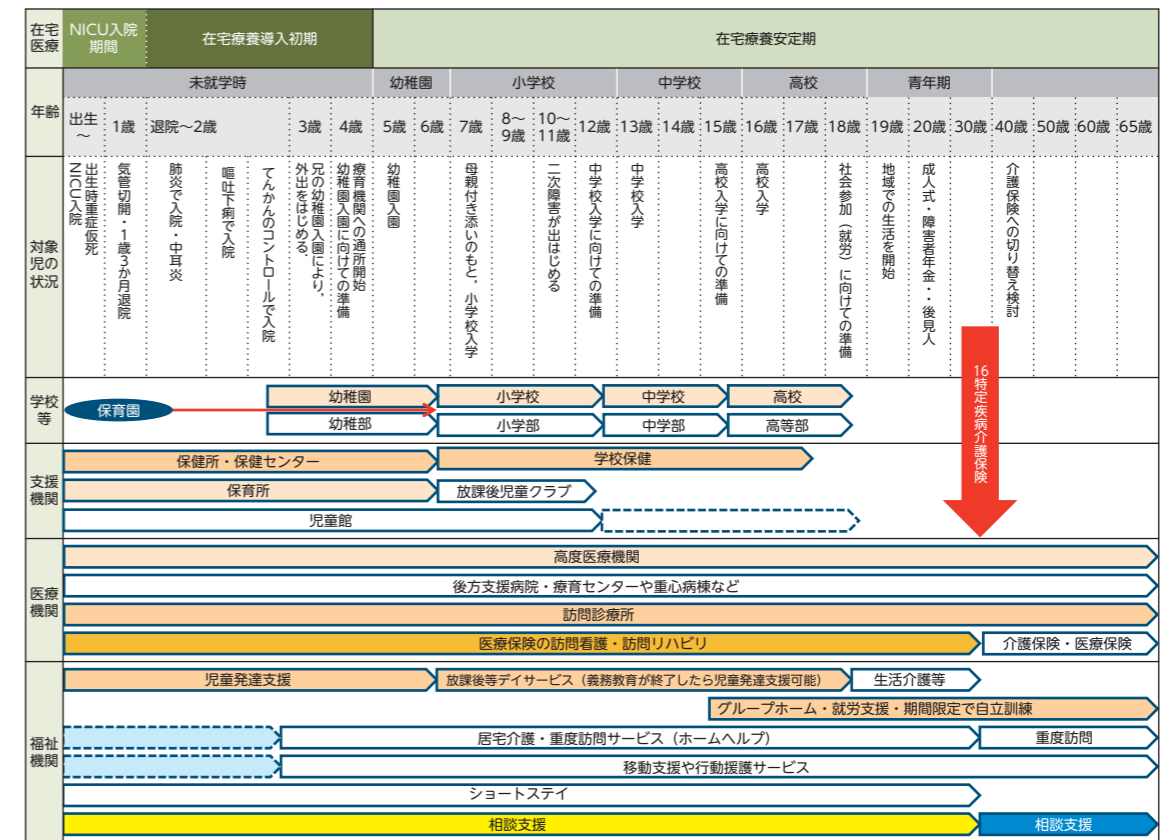 在宅
医療
NICU入院
期間
在宅療養導入初期
在宅療養安定期
年齢
未就学時
幼稚園
小学校
中学校
高校
青年期
出生
～
1歳
退院～2歳
3歳
4歳
5歳
6歳
7歳
8～
9歳
10～
11歳
12歳
13歳
14歳
15歳
16歳
17歳
18歳
19歳
20歳
30歳
40歳
50歳
60歳
65歳
対象
児の
状況
出生時重症仮死
NICU入院
気管切開・1歳3か月退院
肺炎で入院・中耳炎
嘔吐下痢で入院
てんかんのコントロールで入院
兄の幼稚園入園により，
外出をはじめる．
療育機関への通所開始
幼稚園入園に向けての準備
幼稚園入園
母親付き添いのもと，小学校入学
二次障害が出はじめる
中学校入学に向けての準備
中学校入学
高校入学に向けての準備
高校入学
社会参加（就労）に向けての準備
地域での生活を開始
成人式・障害者年金・・後見人
介護保険への切り替え検討
16特定疾病介護保険
学校
等
保育園
幼稚園
小学校
中学校
高校
幼稚部
小学部
中学部
高等部
支援
機関
保健所・保健センター
学校保健
保育所
放課後児童クラブ
児童館
医療
機関
高度医療機関
後方支援病院・療育センターや重心病棟など
訪問診療所
医療保険の訪問看護・訪問リハビリ
介護保険・医療保険
福祉
機関
児童発達支援
放課後等デイサービス（義務教育が終了したら児童発達支援可能）
生活介護等
グループホーム・就労支援・期間限定で自立訓練
居宅介護・重度訪問サービス（ホームヘルプ）
重度訪問
移動支援や行動援護サービス
ショートステイ
相談支援
相談支援